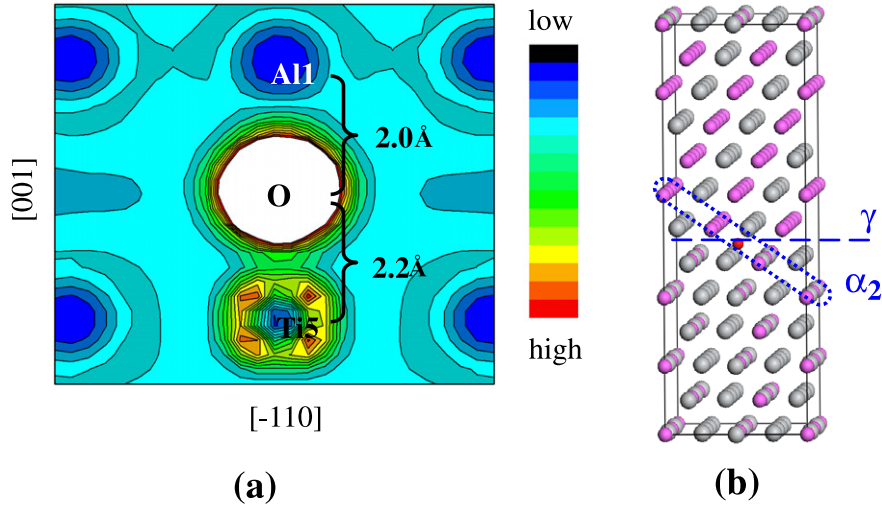 Al1
2.0Å
O
2.2Å
Ti5
[001]
[-110]
(a)
low
high
γ
α2
(b)